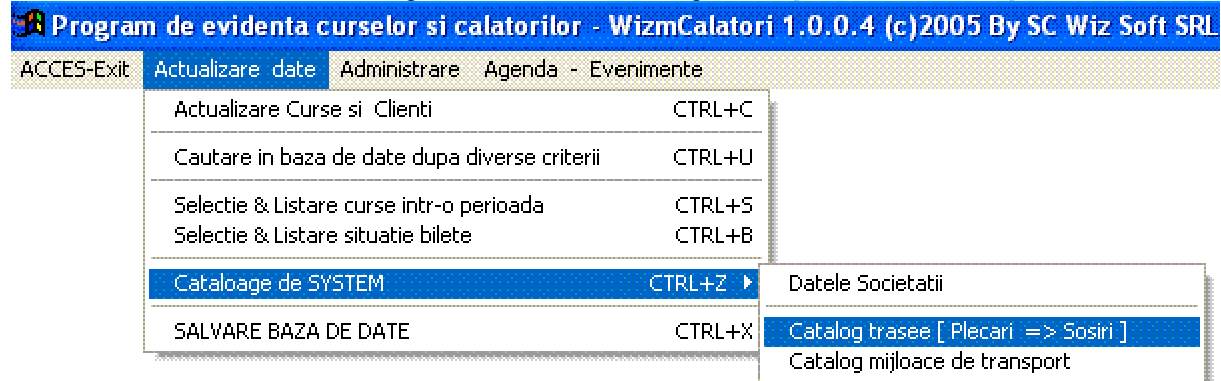 Program de evidenta curselor si calatorilor - WizmCalatori 1.0.0.4 (c)2005 By SC Wiz Soft SRL
ACCES-Exit Actualizare date Administrare Agenda - Evenimente
Actualizare Curse si Clienti CTRL+C
Cautare in baza de date dupa diverse criterii CTRL+U
Selectie & Listare curse intr-o perioada CTRL+S
Selectie & Listare situatie bilete CTRL+B
Cataloage de SYSTEM CTRL+Z
Datele Societatii
SALVARE BAZA DE DATE CTRL+X
Catalog trasee [ Plecari => Sosiri ]
Catalog mijloace de transport